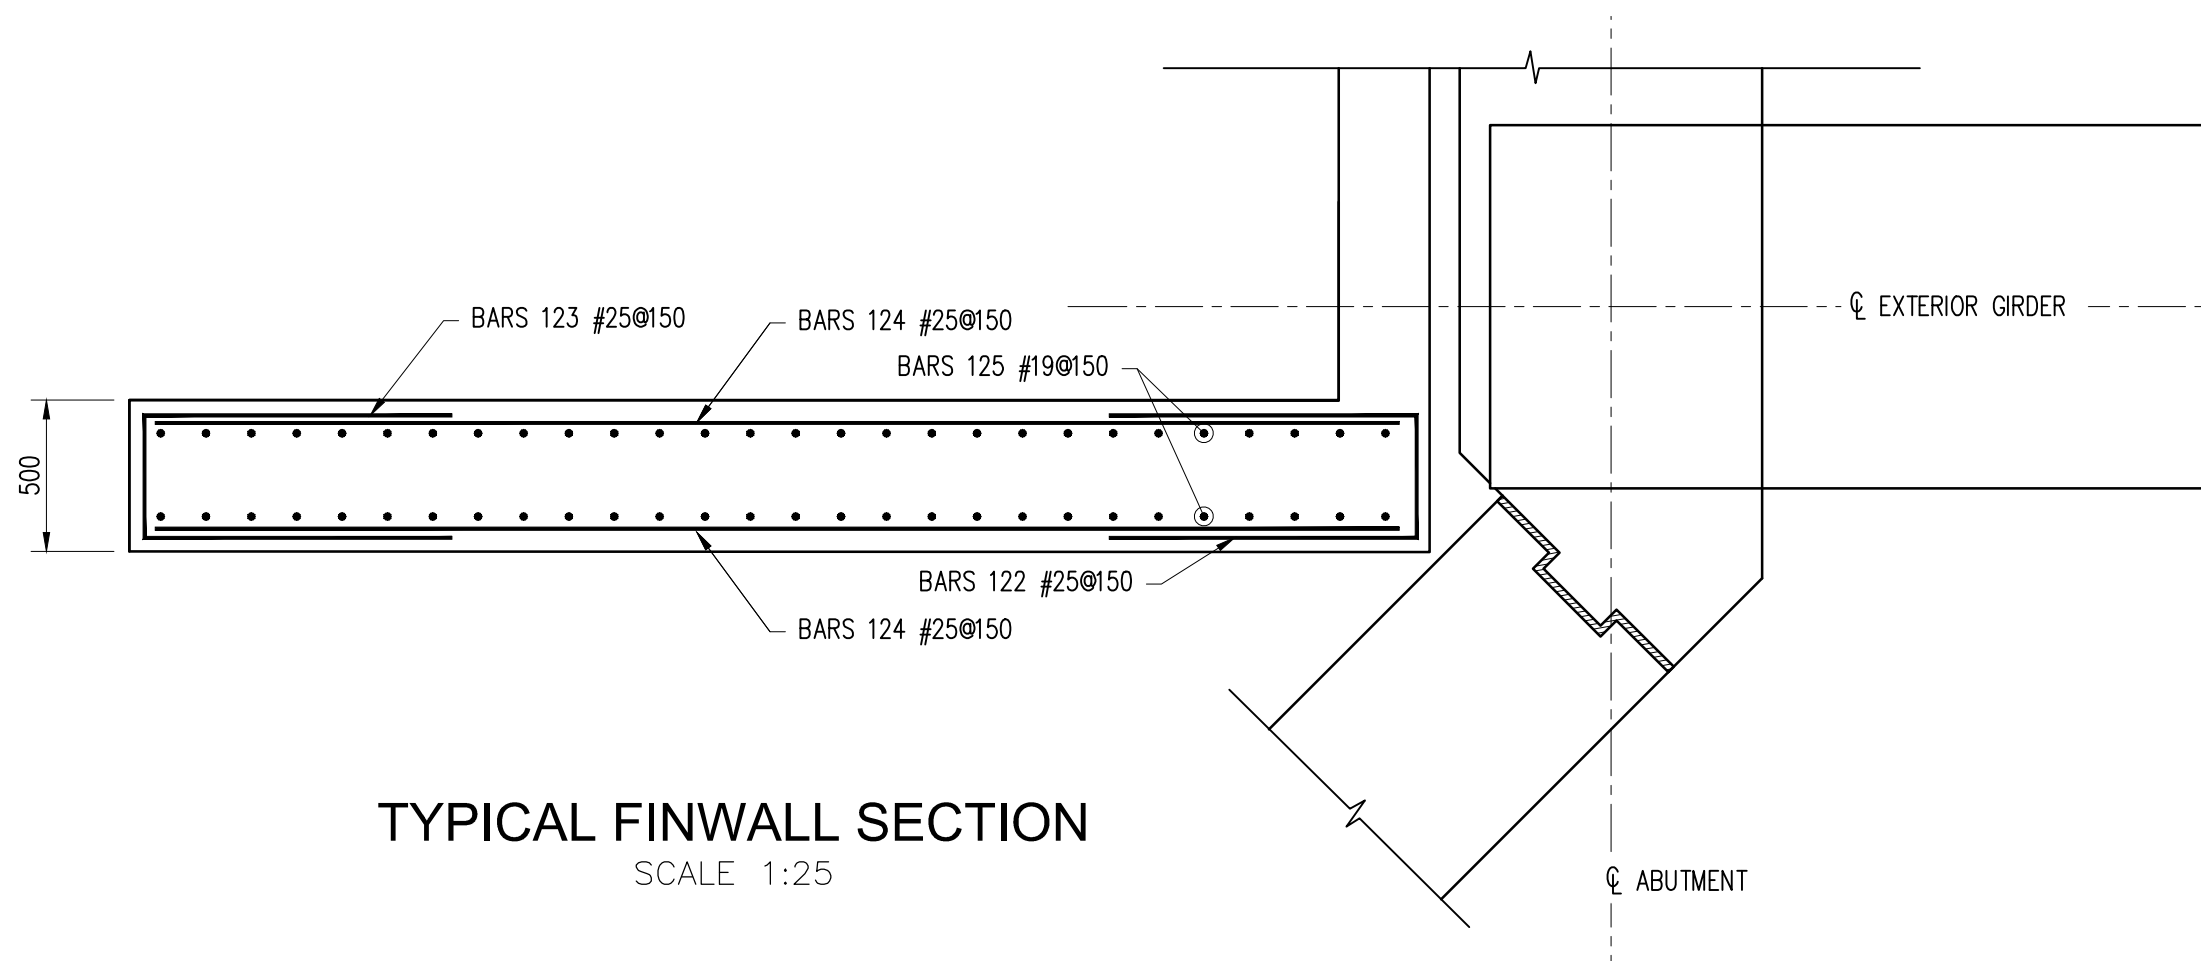 ℄ EXTERIOR GIRDER
BARS 123 #25@150
BARS 124 #25@150
BARS 125 #19@150
500
BARS 122 #25@150
BARS 124 #25@150
TYPICAL FINWALL SECTION
SCALE 1:25
℄ ABUTMENT